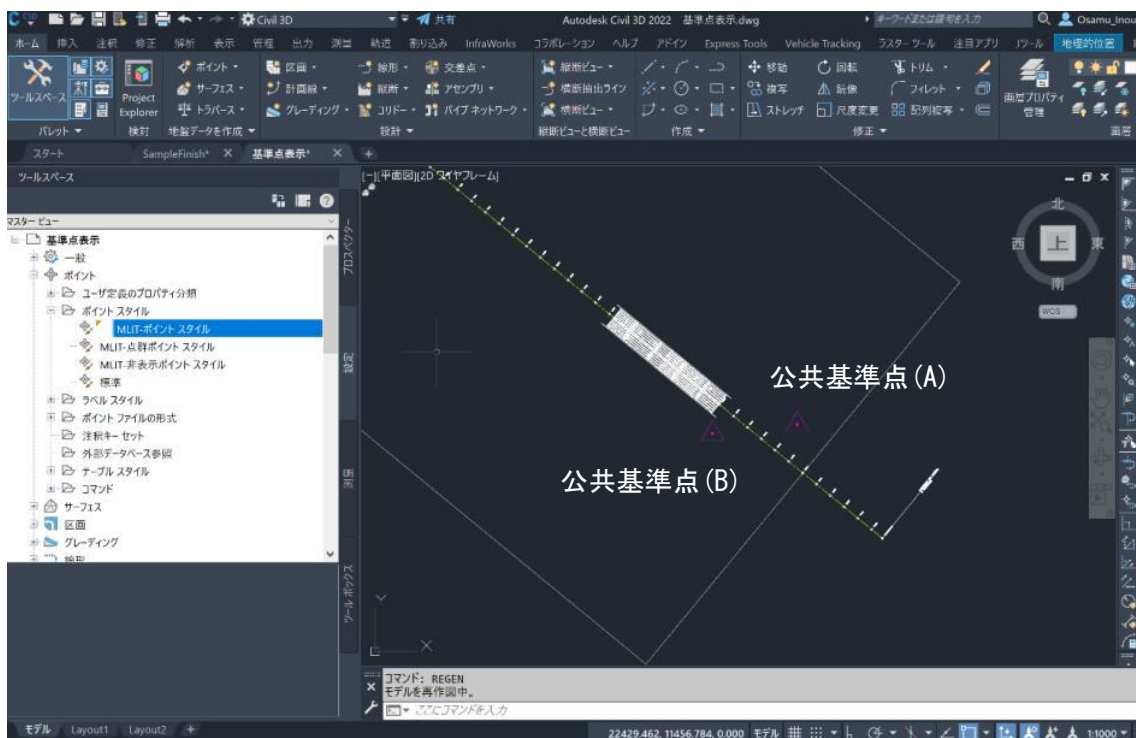 Civil 3D
共有
Autodesk Civil 3D 2022 基準点表示.dwg
キーワードまたは語句を入力
Osamu_Inou
ホーム 挿入 注釈 修正 解析 表示 管理 出力 測量 軌道 割り込み InfraWorks コラボレーション ヘルプ アドイン Express Tools Vehicle Tracking ラスター ツール 注目アプリ Jツール 地理的位置
ツールスペース
Project Explorer
ポイント
サーフェス
トラバース
区画
計画線
グレーディング
線形
縦断
コリドー
交差点
アセンブリ
パイプ ネットワーク
縦断ビュー
横断抽出ライン
横断ビュー
移動
複写
ストレッチ
回転
鏡像
尺度変更
トリム
フィレット
配列複写
画層プロパティ管理
パレット 検討 地盤データを作成 設計 縦断ビューと横断ビュー 作成 修正 画層
スタート SampleFinish* 基準点表示*
ツールスペース
マスター ビュー
基準点表示
一般
ポイント
ユーザ定義のプロパティ分類
ポイント スタイル
MLIT-ポイント スタイル
MLIT-点群ポイント スタイル
MLIT-非表示ポイント スタイル
標準
ラベル スタイル
ポイント ファイルの形式
注釈キー セット
外部データベース参照
テーブル スタイル
コマンド
サーフェス
区画
グレーディング
線形
プロスペクター
設定
測量
ツール ボックス
[-][平面図][2D ワイヤフレーム]
北
西 上 東
南
WCS
公共基準点(A)
公共基準点(B)
Y
X
コマンド: REGEN
モデルを再作図中。
ここにコマンドを入力
モデル Layout1 Layout2
22429.462, 11456.784, 0.000 モデル
1:1000